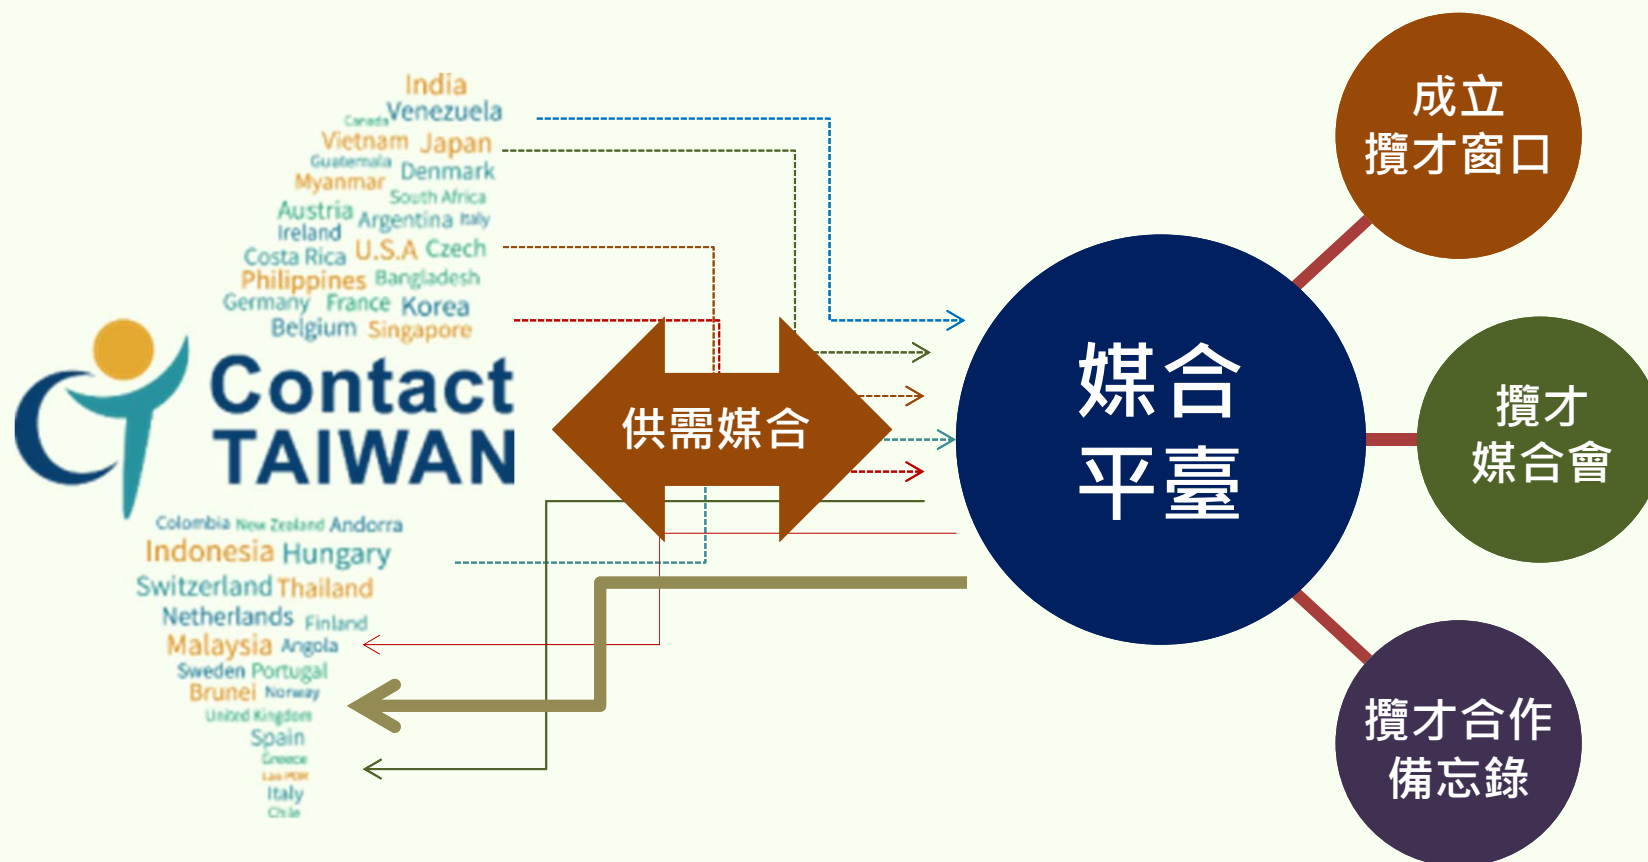 India
Canada Venezuela
Vietnam Japan
Guatemala Denmark
Myanmar
South Africa
Austria Argentina Italy
Ireland
Costa Rica U.S.A Czech
Philippines Bangladesh
Germany France Korea
Belgium Singapore
Contact
TAIWAN
Colombia New Zealand Andorra
Indonesia Hungary
Switzerland Thailand
Netherlands Finland
Malaysia Angola
Sweden Portugal
Brunei Norway
United Kingdom
Spain
Greece
Lao PDR
Italy
Chile
供需媒合
媒合
平臺
成立
攬才窗口
攬才
媒合會
攬才合作
備忘錄